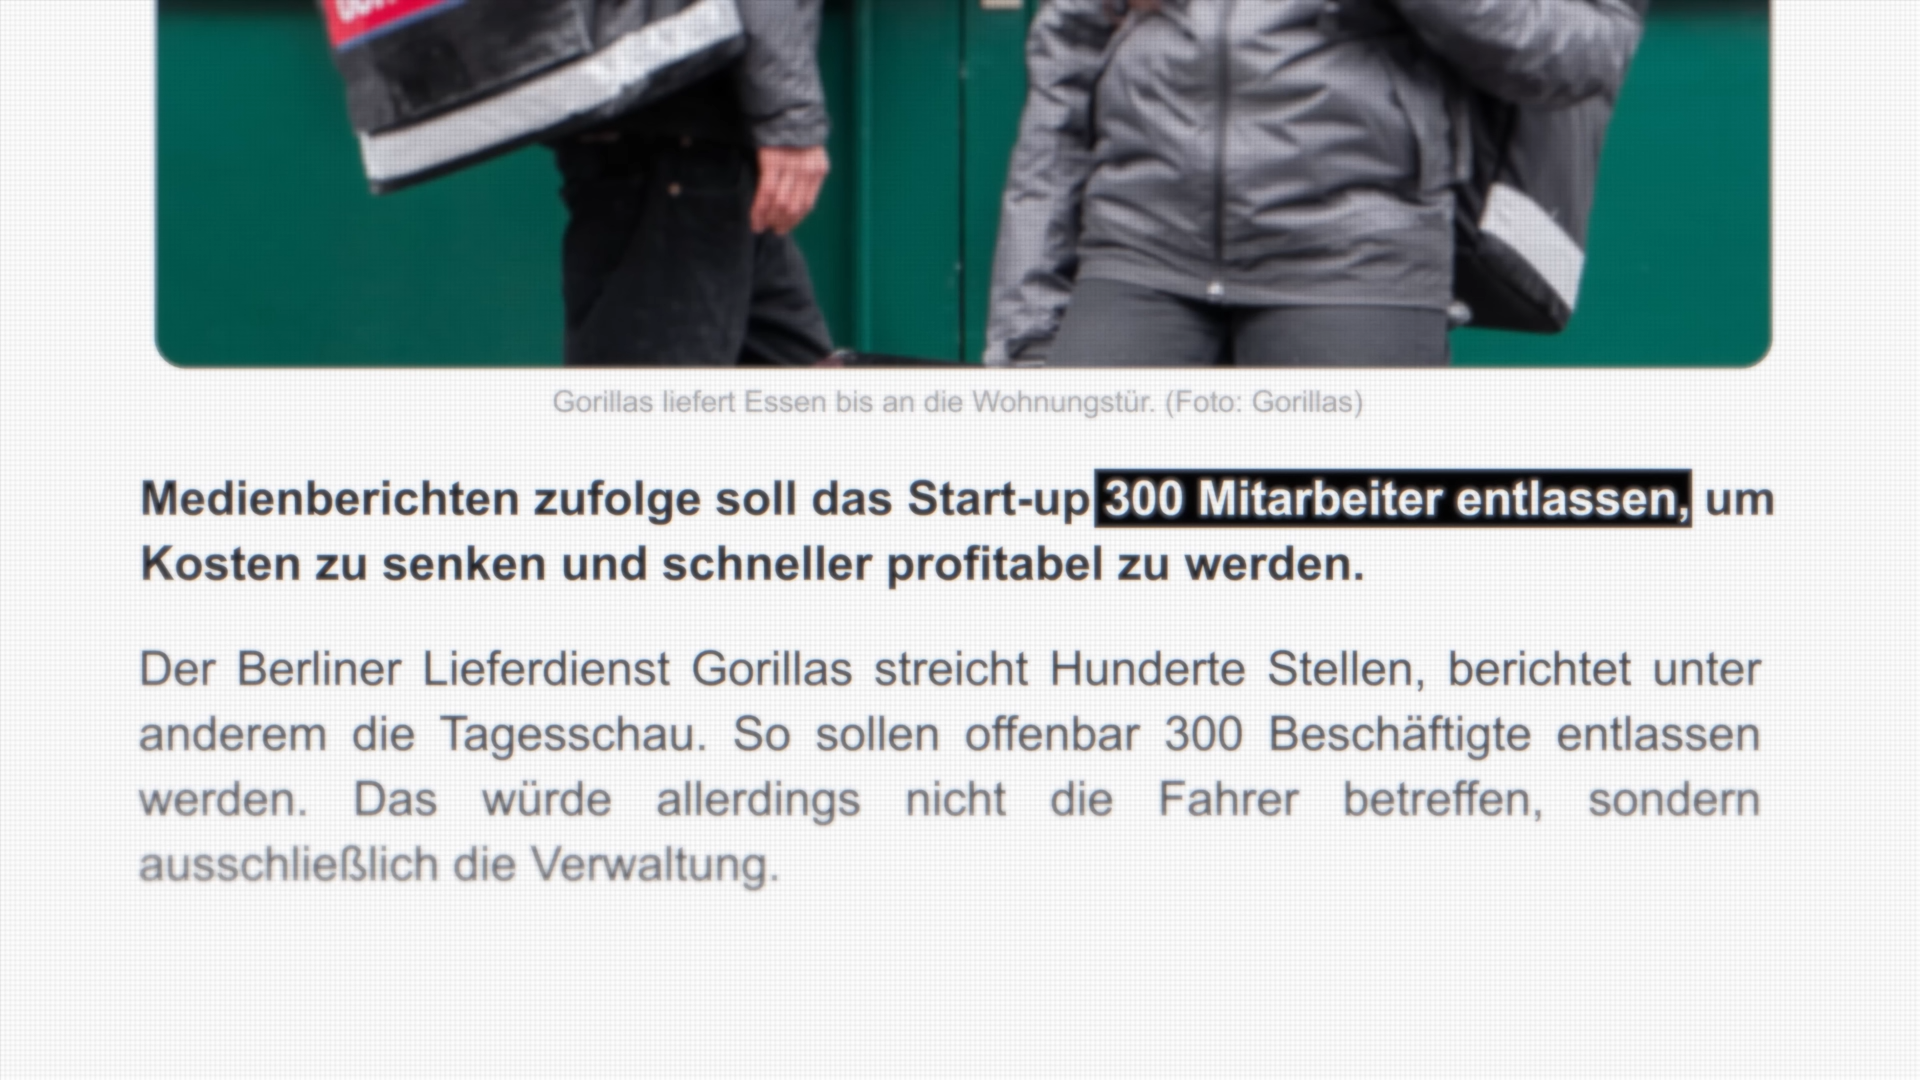 Gorillas liefert Essen bis an die Wohnungstür. (Foto: Gorillas)
Medienberichten zufolge soll das Start-up 300 Mitarbeiter entlassen, um
Kosten zu senken und schneller profitabel zu werden.
Der Berliner Lieferdienst Gorillas streicht Hunderte Stellen, berichtet unter
anderem die Tagesschau. So sollen offenbar 300 Beschäftigte entlassen
werden. Das würde allerdings nicht die Fahrer betreffen, sondern
ausschließlich die Verwaltung.